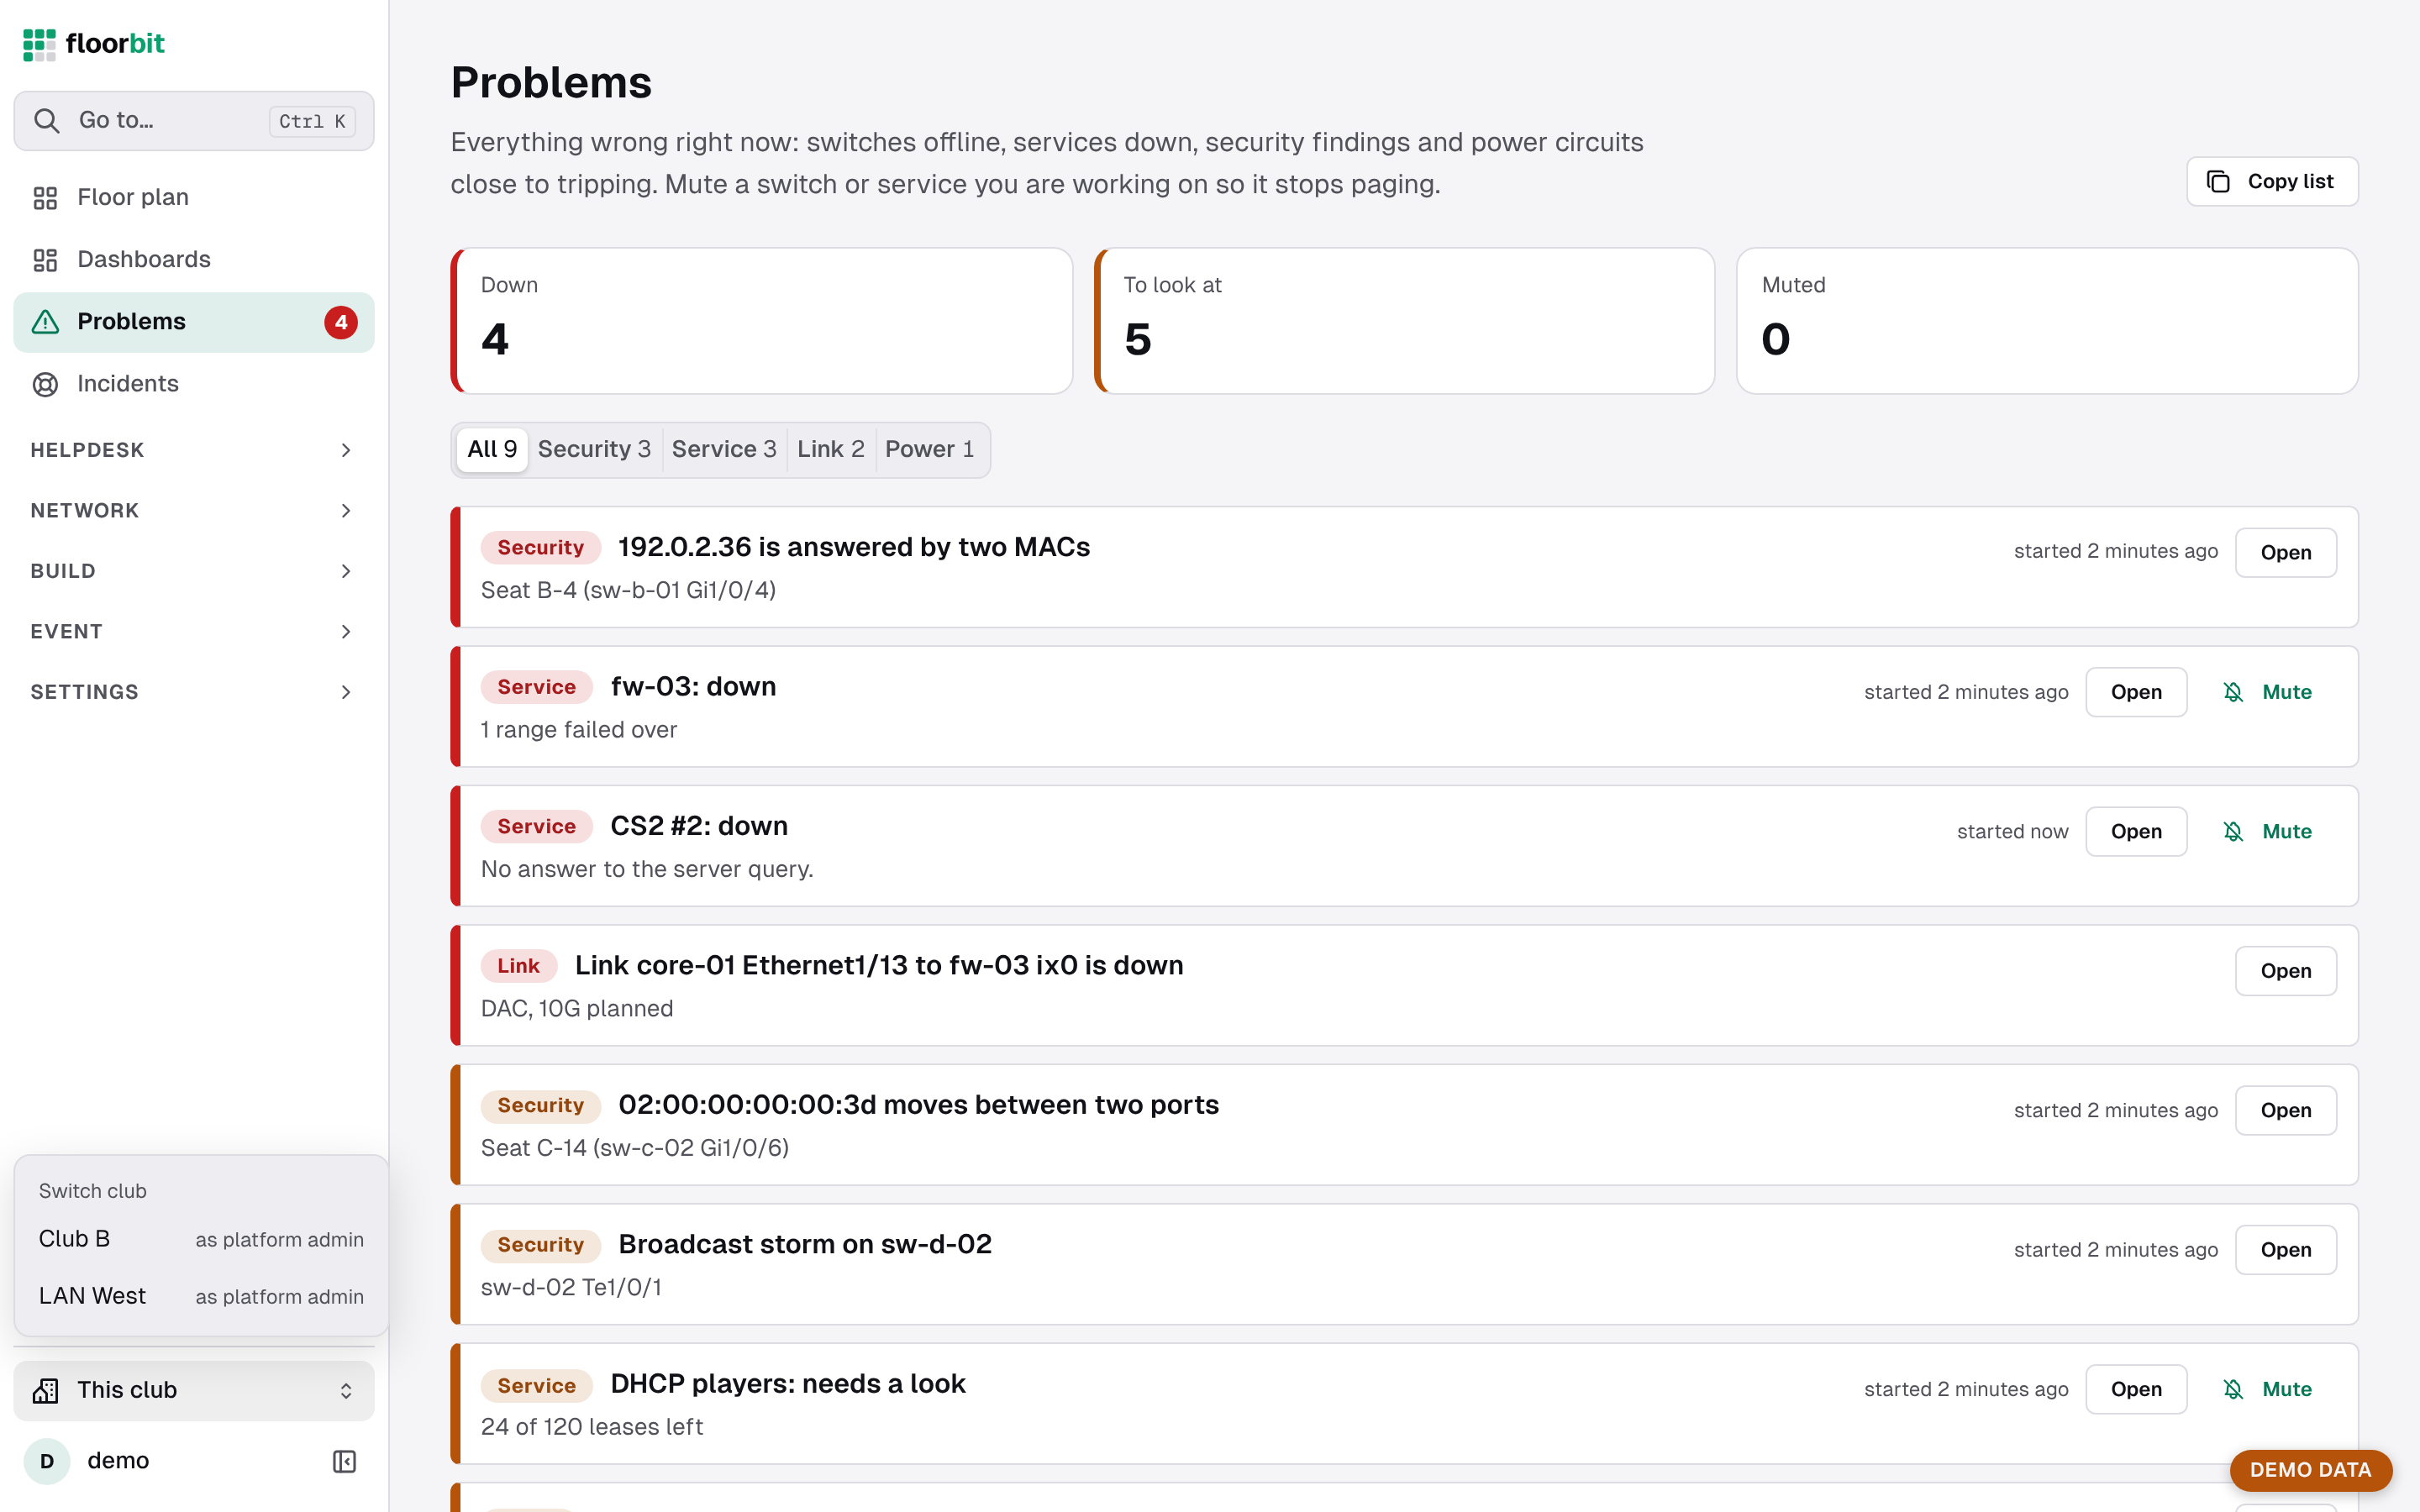 floorbit
Go to...
Ctrl K
Floor plan
Dashboards
Problems
4
Incidents
HELPDESK
NETWORK
BUILD
EVENT
SETTINGS
Switch club
Club B
as platform admin
LAN West
as platform admin
This club
D
demo
Problems
Everything wrong right now: switches offline, services down, security findings and power circuits
close to tripping. Mute a switch or service you are working on so it stops paging.
Copy list
Down
4
To look at
5
Muted
0
All 9
Security 3
Service 3
Link 2
Power 1
Security
192.0.2.36 is answered by two MACs
started 2 minutes ago
Open
Seat B-4 (sw-b-01 Gi1/0/4)
Service
fw-03: down
started 2 minutes ago
Open
Mute
1 range failed over
Service
CS2 #2: down
started now
Open
Mute
No answer to the server query.
Link
Link core-01 Ethernet1/13 to fw-03 ix0 is down
Open
DAC, 10G planned
Security
02:00:00:00:00:3d moves between two ports
started 2 minutes ago
Open
Seat C-14 (sw-c-02 Gi1/0/6)
Security
Broadcast storm on sw-d-02
started 2 minutes ago
Open
sw-d-02 Te1/0/1
Service
DHCP players: needs a look
started 2 minutes ago
Open
Mute
24 of 120 leases left
DEMO DATA